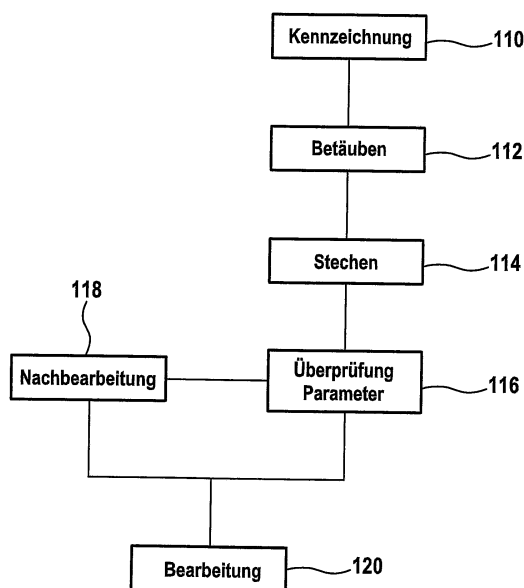 Kennzeichnung
110
Betäuben
112
Stechen
114
118
Nachbearbeitung
Überprüfung
Parameter
116
Bearbeitung
120